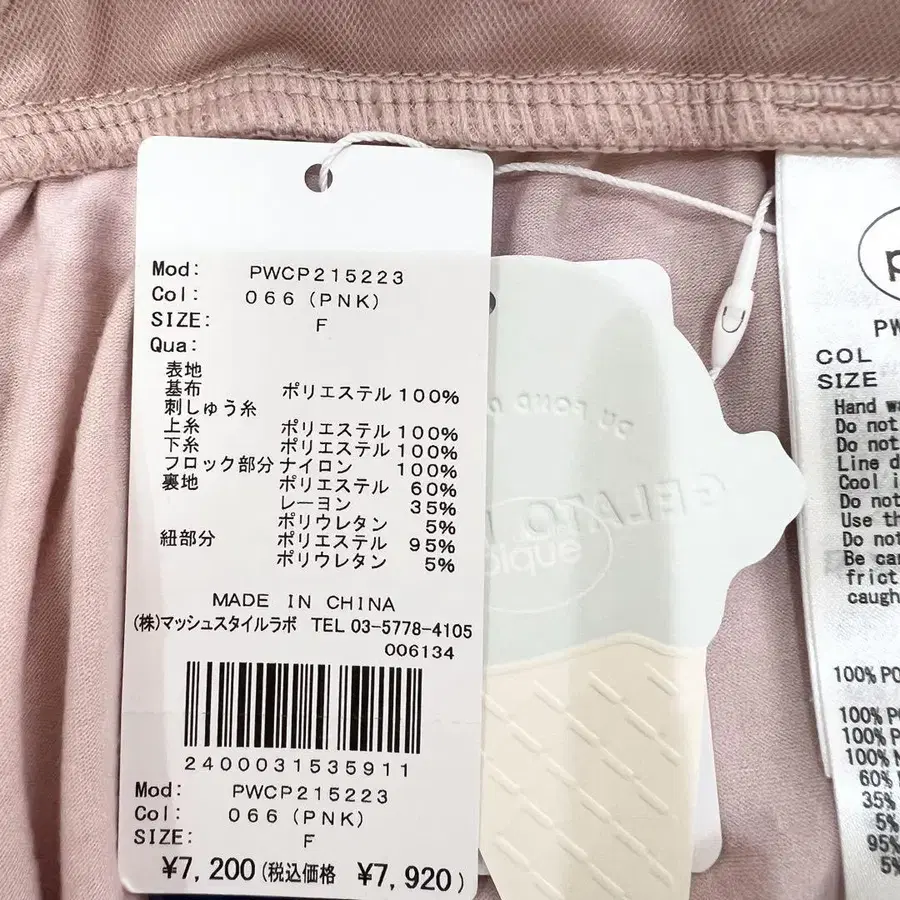 Mod: PWCP215223
Col: 066 (PNK)
SIZE: F
Qua:
表地
基布 ポリエステル 100%
刺しゅう糸
上糸 ポリエステル 100%
下糸 ポリエステル 100%
フロック部分 ナイロン 100%
裏地 ポリエステル 60%
レーヨン 35%
ポリウレタン 5%
紐部分 ポリエステル 95%
ポリウレタン 5%
MADE IN CHINA
(株)マッシュスタイルラボ TEL 03-5778-4105
006134
2400031535911
Mod: PWCP215223
Col: 066 (PNK)
SIZE: F
¥7,200 (税込価格 ¥7,920)
GELATO
COL
SIZE
Hand
Do not
Do not
Line
Cool
Do not
Use
Do not
Be
100%
100%
100%
100%
60%
35%
5%
95%
5%